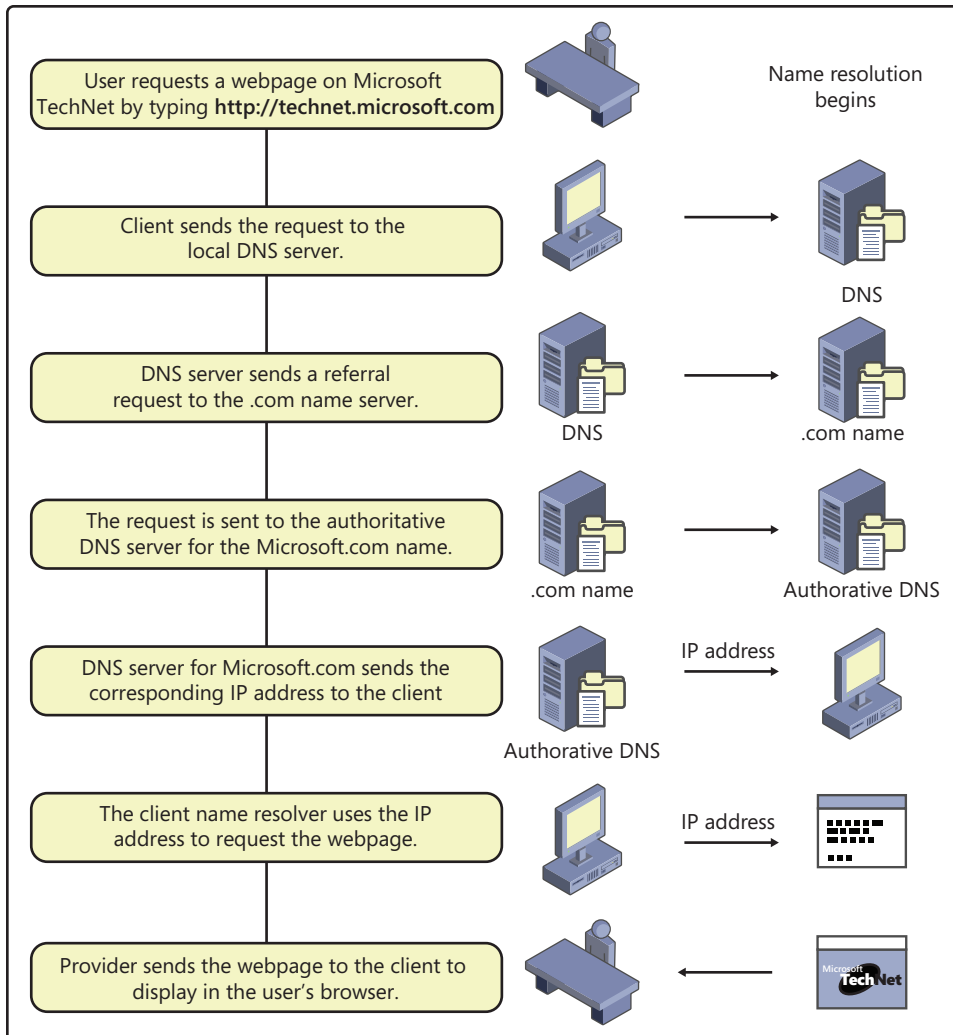 User requests a webpage on Microsoft
TechNet by typing http://technet.microsoft.com
Name resolution
begins
Client sends the request to the
local DNS server.
DNS
DNS server sends a referral
request to the .com name server.
DNS
.com name
The request is sent to the authoritative
DNS server for the Microsoft.com name.
.com name
Authorative DNS
DNS server for Microsoft.com sends the
corresponding IP address to the client
IP address
Authorative DNS
The client name resolver uses the IP
address to request the webpage.
IP address
Provider sends the webpage to the client to
display in the user's browser.
Microsoft
TechNet